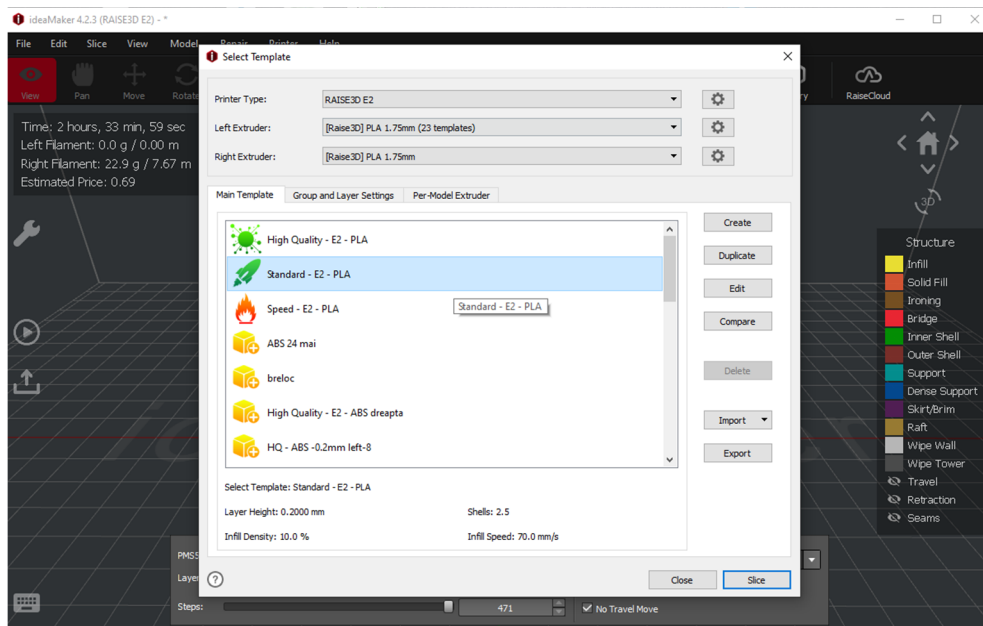 ideaMaker 4.2.3 (RAISE3D E2) - *
File Edit Slice View Model Repair Printer Help
View Pan Move Rotate
RaiseCloud
Time: 2 hours, 33 min, 59 sec
Left Filament: 0.0 g / 0.00 m
Right Filament: 22.9 g / 7.67 m
Estimated Price: 0.69
Select Template
Printer Type: RAISE3D E2
Left Extruder: [Raise3D] PLA 1.75mm (23 templates)
Right Extruder: [Raise3D] PLA 1.75mm
Main Template Group and Layer Settings Per-Model Extruder
High Quality - E2 - PLA
Standard - E2 - PLA
Standard - E2 - PLA
Speed - E2 - PLA
ABS 24 mai
breloc
High Quality - E2 - ABS dreapta
HQ - ABS -0.2mm left-8
Create
Duplicate
Edit
Compare
Delete
Import
Export
Select Template: Standard - E2 - PLA
Layer Height: 0.2000 mm Shells: 2.5
Infill Density: 10.0 % Infill Speed: 70.0 mm/s
? Close Slice
3D
Structure
Infill
Solid Fill
Ironing
Bridge
Inner Shell
Outer Shell
Support
Dense Support
Skirt/Brim
Raft
Wipe Wall
Wipe Tower
Travel
Retraction
Seams
Steps: 471 No Travel Move